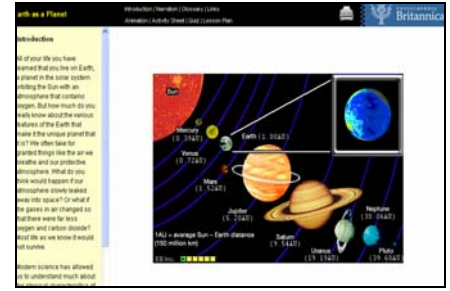 arth as a Planet
Introduction | Narration | Glossary | Links
Animation | Activity Sheet | Quiz | Lesson Plan
Britannica
Introduction
All of your life you have
learned that you live on Earth,
a planet in the solar system
orbiting the Sun with an
atmosphere that contains
oxygen. But how much do you
really know about the various
features of the Earth that
make it the unique planet that
it is? We often take for
granted things like the air we
breathe and our protective
atmosphere. What do you
think would happen if our
atmosphere slowly leaked
away into space? Or what if
the gases in air changed so
that there were far less
oxygen and carbon dioxide?
Most life as we know it would
not survive.
Modern science has allowed
us to understand much about
Sun
Mercury
(0.39AU)
Earth (1.00AU)
Venus
(0.72AU)
Mars
(1.52AU)
Jupiter
(5.20AU)
Neptune
(30.06AU)
1AU = average Sun – Earth distance
(150 million km)
Saturn
(9.54AU)
Uranus
(19.19AU)
Pluto
(39.60AU)
EB Inc.